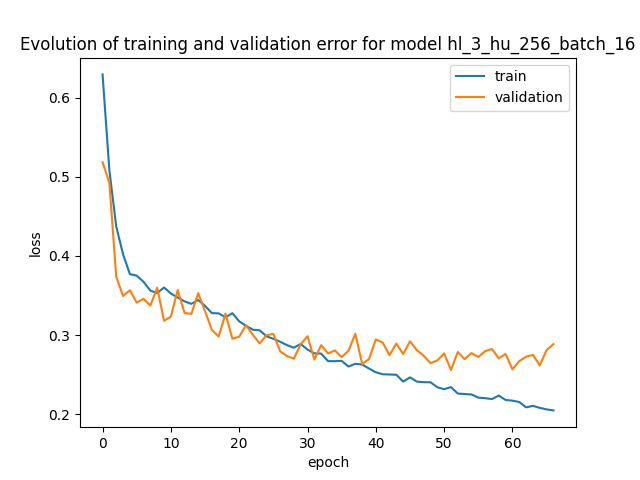 Evolution of training and validation error for model hl_3_hu_256_batch_16
train
validation
0.6
0.5
0.4
0.3
0.2
loss
0 10 20 30 40 50 60
epoch